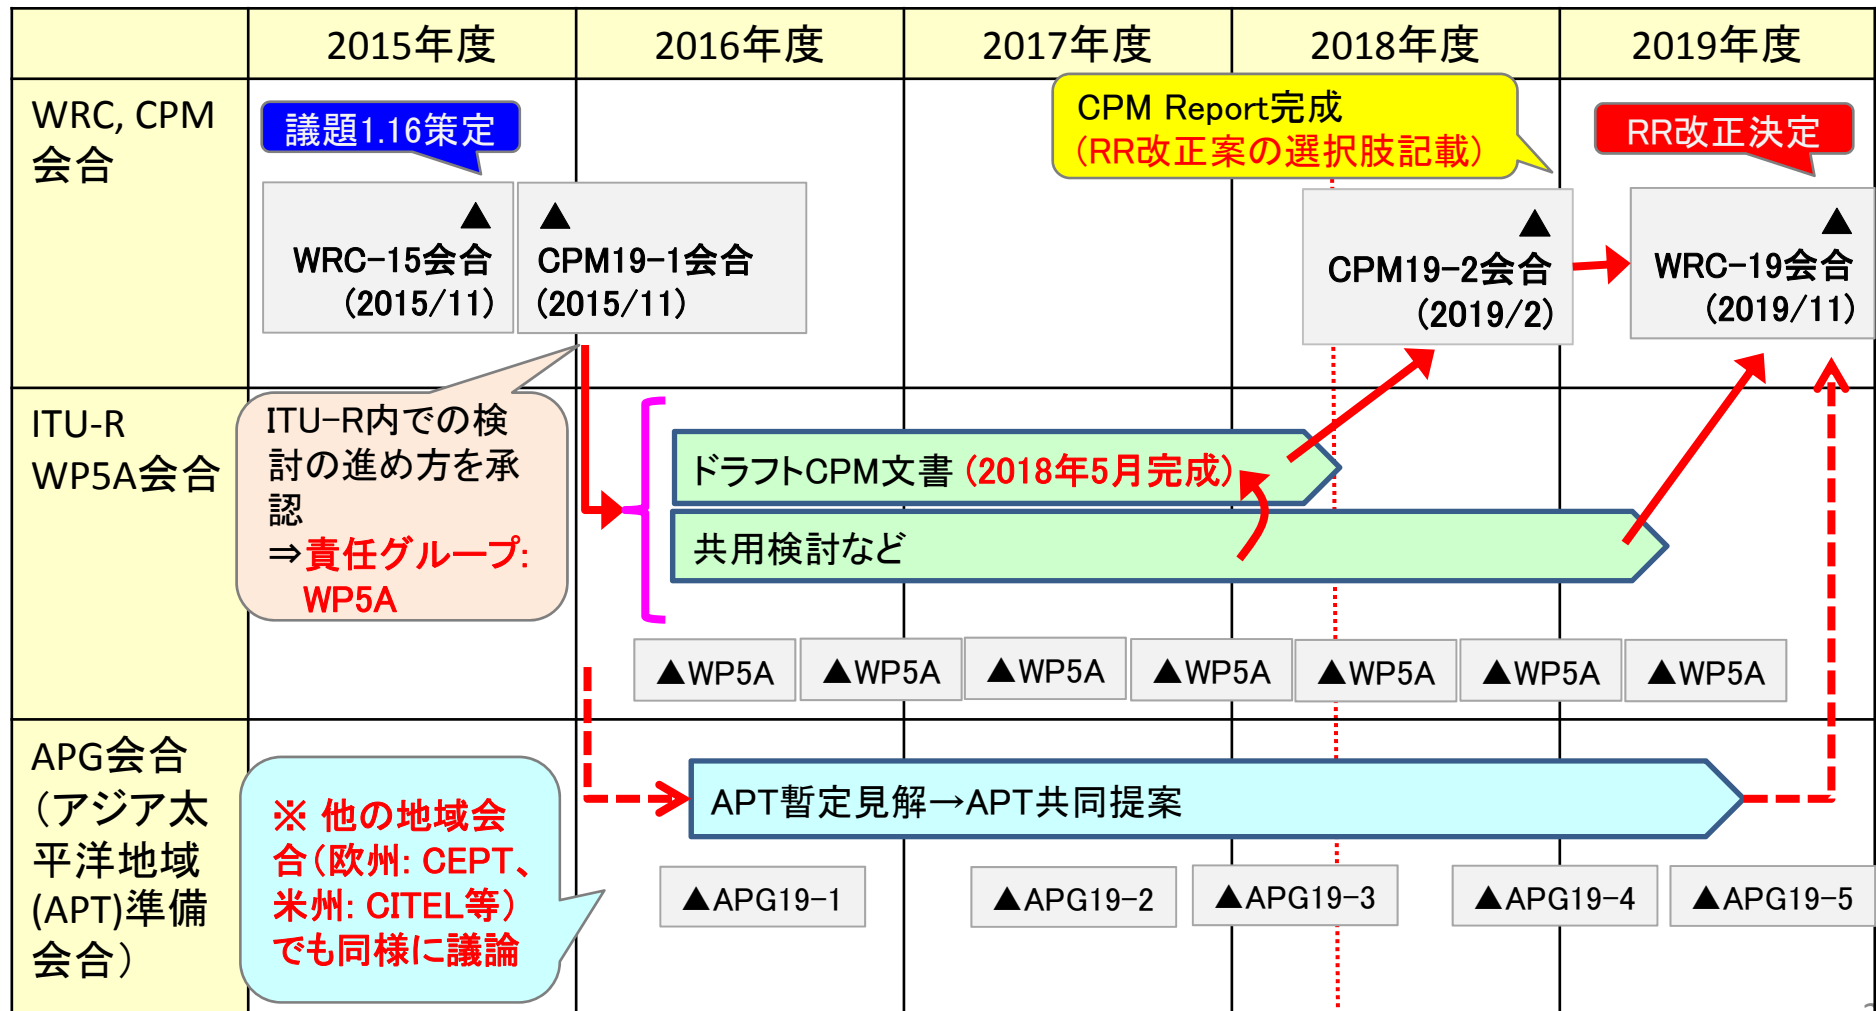 2015年度
2016年度
2017年度
2018年度
2019年度
WRC, CPM
会合
議題1.16策定
CPM Report完成
(RR改正案の選択肢記載)
RR改正決定
▲
WRC-15会合
(2015/11)
▲
CPM19-1会合
(2015/11)
▲
CPM19-2会合
(2019/2)
▲
WRC-19会合
(2019/11)
ITU-R
WP5A会合
ITU-R内での検
討の進め方を承
認
⇒責任グループ:
WP5A
ドラフトCPM文書 (2018年5月完成)
共用検討など
▲WP5A
▲WP5A
▲WP5A
▲WP5A
▲WP5A
▲WP5A
▲WP5A
APG会合
（アジア太
平洋地域
(APT)準備
会合）
※ 他の地域会
合（欧州: CEPT、
米州: CITEL等）
でも同様に議論
APT暫定見解→APT共同提案
▲APG19-1
▲APG19-2
▲APG19-3
▲APG19-4
▲APG19-5